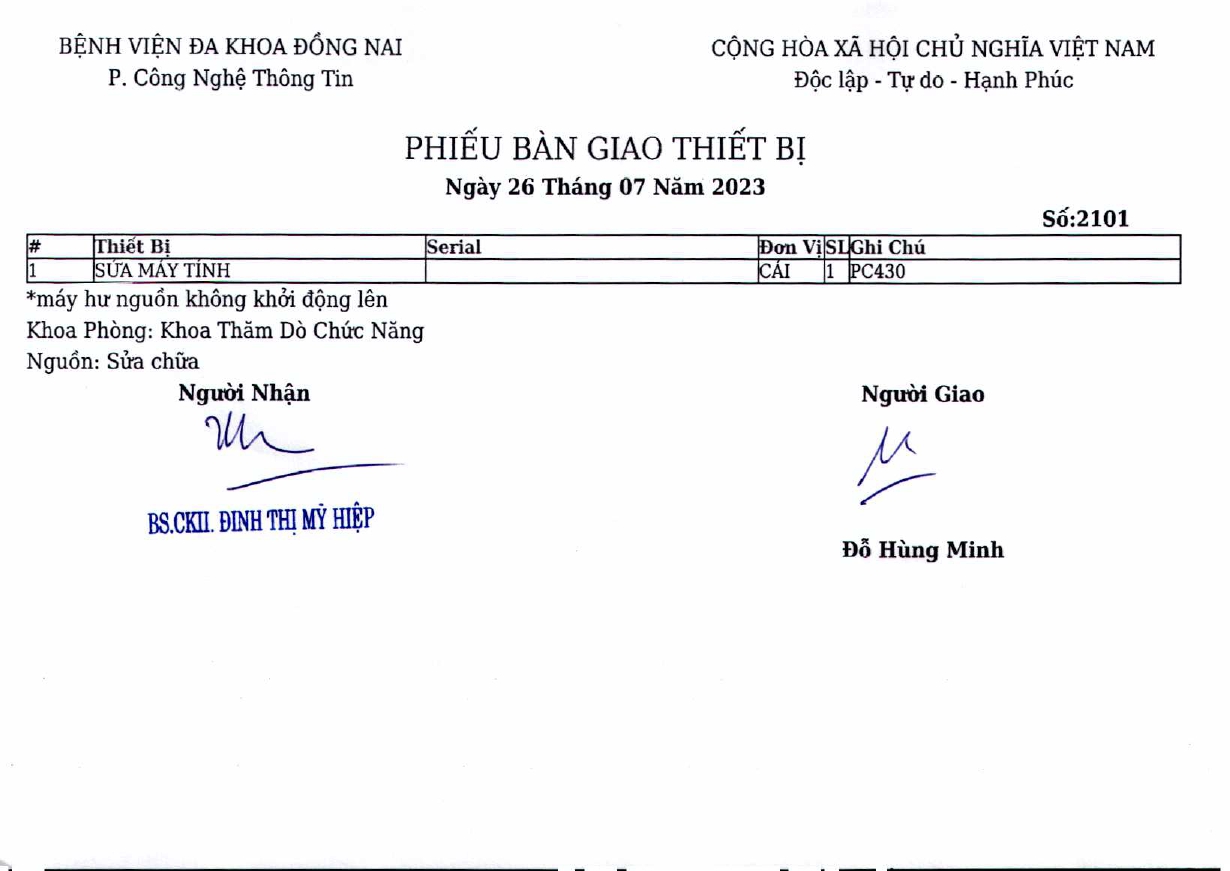 BỆNH VIỆN ĐA KHOA ĐỒNG NAI
P. Công Nghệ Thông Tin
CỘNG HÒA XÃ HỘI CHỦ NGHĨA VIỆT NAM
Độc lập - Tự do - Hạnh Phúc
PHIẾU BÀN GIAO THIẾT BỊ
Ngày 26 Tháng 07 Năm 2023
Số:2101
# Thiết Bị Serial Đơn Vị SL Ghi Chú
1 SỬA MÁY TÍNH CÁI 1 PC430
*máy hư nguồn không khởi động lên
Khoa Phòng: Khoa Thăm Dò Chức Năng
Nguồn: Sửa chữa
Người Nhận Người Giao
BS.CKII. ĐINH THỊ MỸ HIỆP
Đỗ Hùng Minh